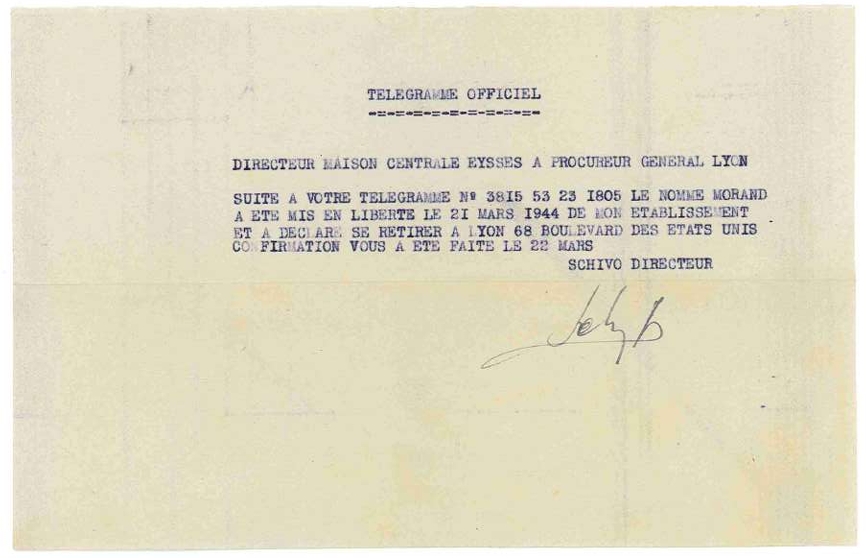 TELEGRAMME OFFICIEL
-=-=-=-=-=-=-=-=-=-
DIRECTEUR MAISON CENTRALE EYSSES A PROCUREUR GENERAL LYON
SUITE A VOTRE TELEGRAMME Nº 3815 53 23 1805 LE NOMME MORAND
A ETE MIS EN LIBERTE LE 21 MARS 1944 DE MON ETABLISSEMENT
ET A DECLARE SE RETIRER A LYON 68 BOULEVARD DES ETATS UNIS
CONFIRMATION VOUS A ETE FAITE LE 22 MARS
SCHIVO DIRECTEUR